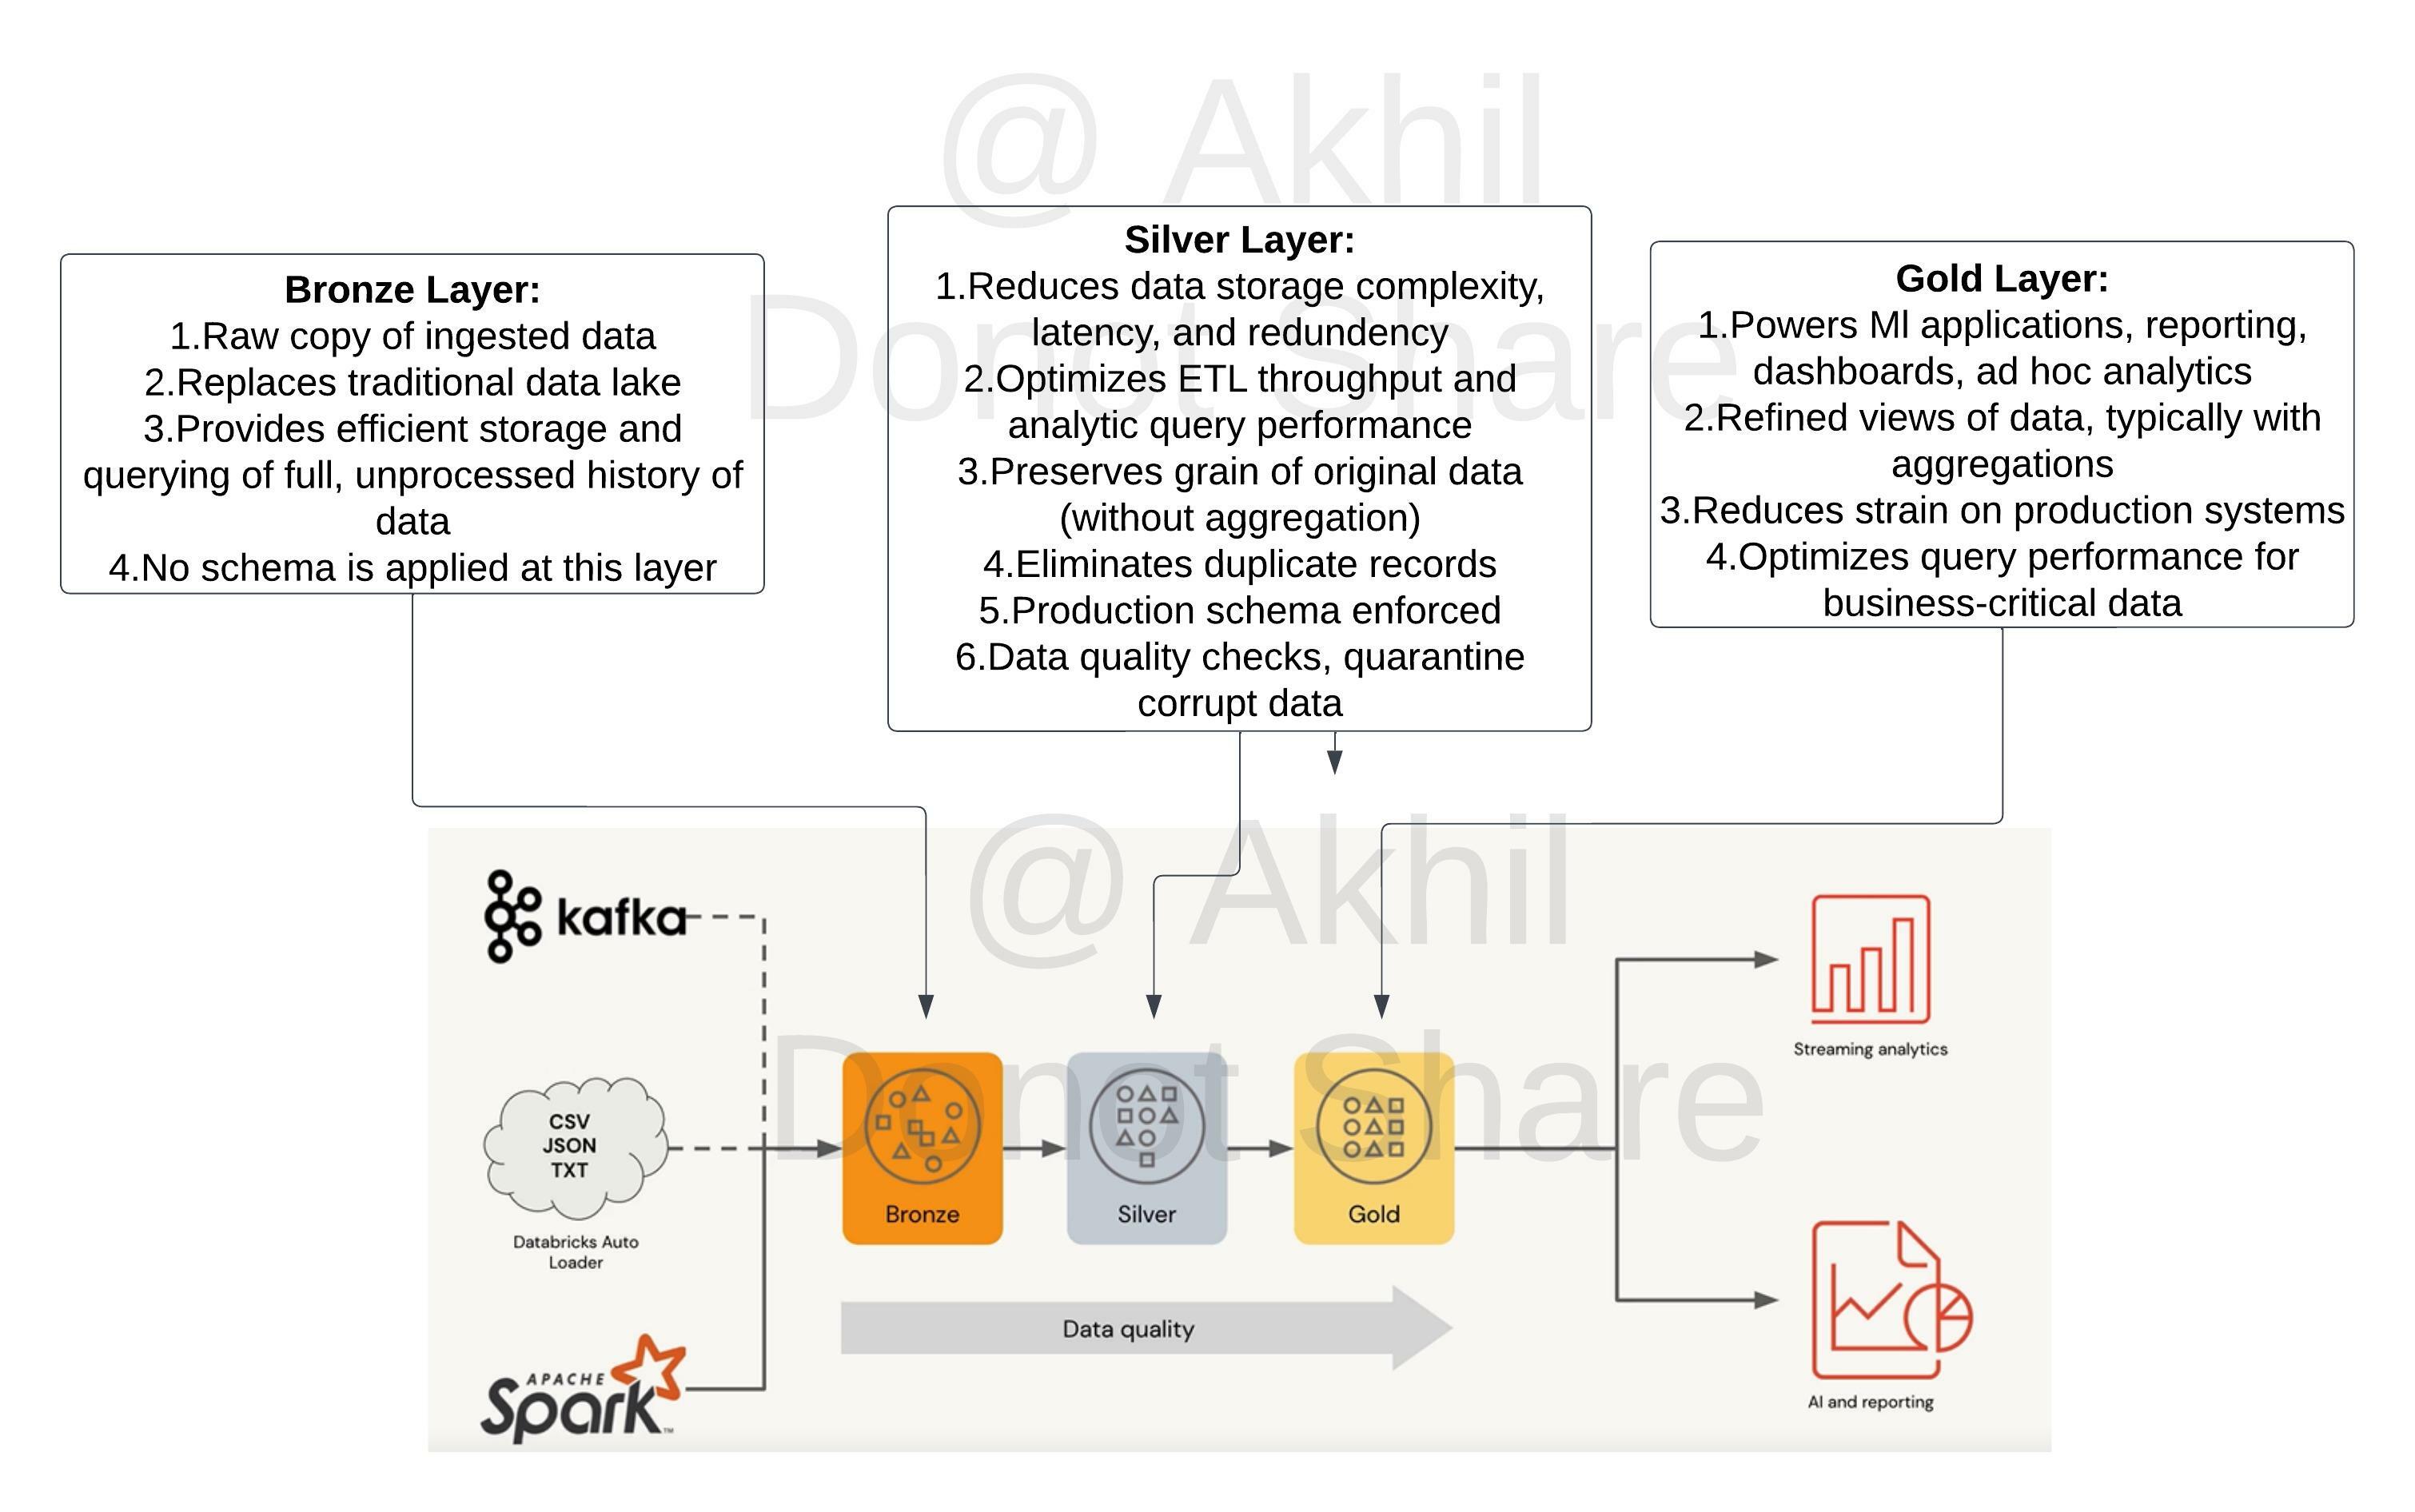 @ Akhil
Donot Share
Bronze Layer:
1.Raw copy of ingested data
2.Replaces traditional data lake
3.Provides efficient storage and
querying of full, unprocessed history of
data
4.No schema is applied at this layer
Silver Layer:
1.Reduces data storage complexity,
latency, and redundency
2.Optimizes ETL throughput and
analytic query performance
3.Preserves grain of original data
(without aggregation)
4.Eliminates duplicate records
5.Production schema enforced
6.Data quality checks, quarantine
corrupt data
Gold Layer:
1.Powers Ml applications, reporting,
dashboards, ad hoc analytics
2.Refined views of data, typically with
aggregations
3.Reduces strain on production systems
4.Optimizes query performance for
business-critical data
@ Akhil
Donot Share
kafka
CSV
JSON
TXT
Databricks Auto
Loader
APACHE
Spark™
Bronze
Silver
Gold
Data quality
Streaming analytics
AI and reporting